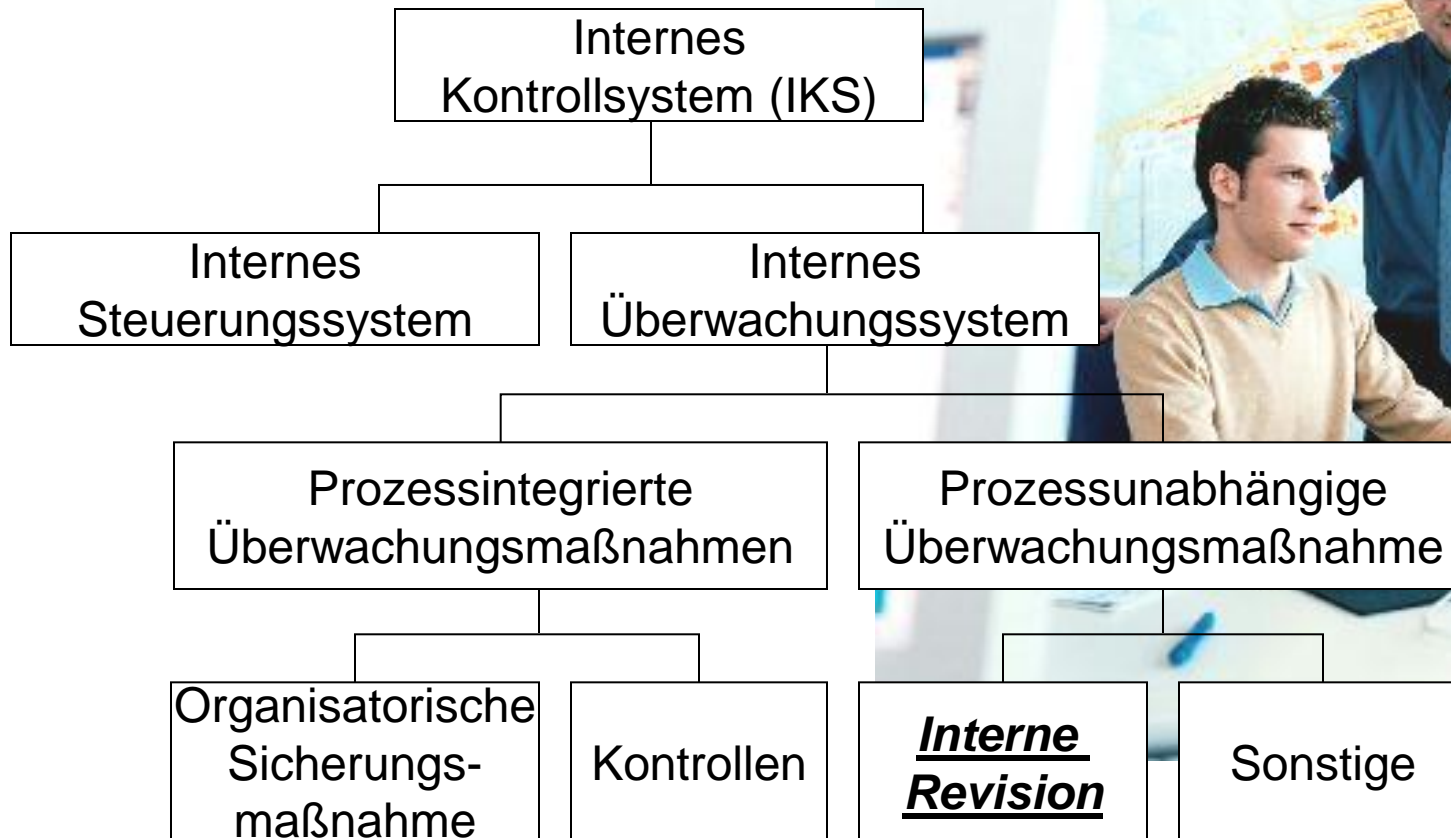 Internes
Kontrollsystem (IKS)
Internes
Steuerungssystem
Internes
Überwachungssystem
Prozessintegrierte
Überwachungsmaßnahmen
Prozessunabhängige
Überwachungsmaßnahme
Organisatorische
Sicherungs-
maßnahme
Kontrollen
Interne
Revision
Sonstige